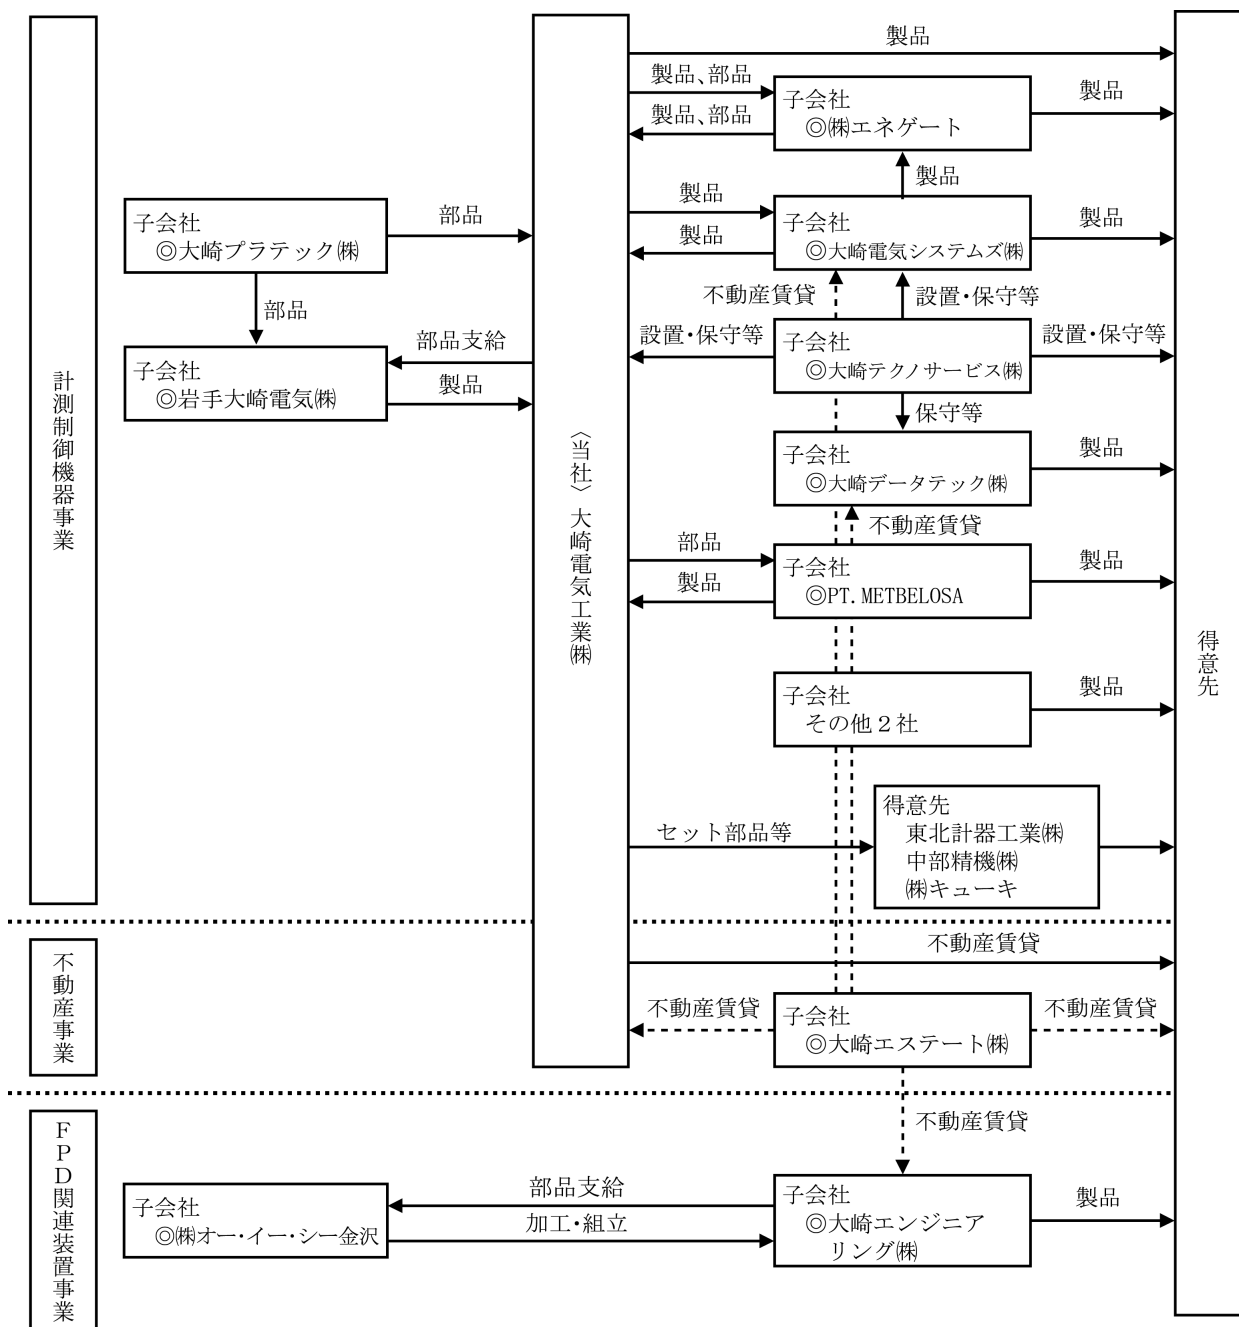 計測制御機器事業
子会社
◎大崎プラテック㈱
部品
部品
子会社
◎岩手大崎電気㈱
部品支給
製品
〈当社〉大崎電気工業㈱
製品
製品、部品
製品、部品
子会社
◎㈱エネゲート
製品
製品
製品
製品
子会社
◎大崎電気システムズ㈱
製品
不動産賃貸
設置・保守等
設置・保守等
子会社
◎大崎テクノサービス㈱
設置・保守等
保守等
子会社
◎大崎データテック㈱
製品
不動産賃貸
部品
製品
子会社
◎PT. METBELOSA
製品
子会社
その他２社
製品
セット部品等
得意先
東北計器工業㈱
中部精機㈱
㈱キューキ
得意先
不動産事業
不動産賃貸
不動産賃貸
子会社
◎大崎エステート㈱
不動産賃貸
不動産賃貸
ＦＰＤ関連装置事業
子会社
◎㈱オー・イー・シー金沢
部品支給
加工・組立
子会社
◎大崎エンジニア
リング㈱
製品